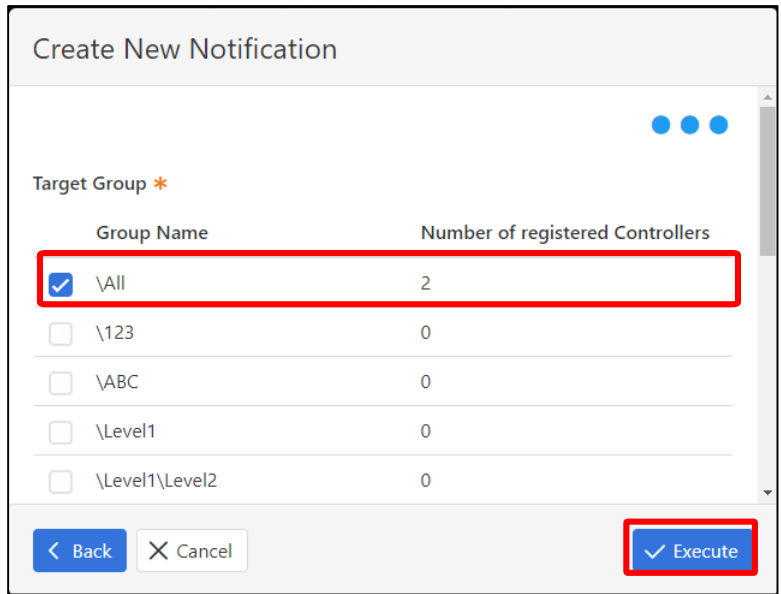 Create New Notification
Target Group *
Group Name Number of registered Controllers
\All 2
\123 0
\ABC 0
\Level1 0
\Level1\Level2 0
Back Cancel Execute